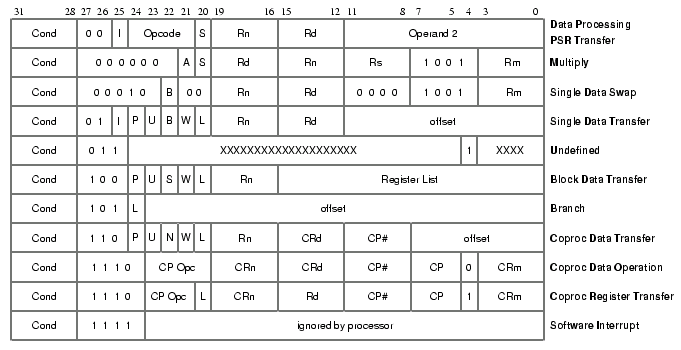 31 28 27 26 25 24 23 22 21 20 19 16 15 12 11 8 7 5 4 3 0
Cond 0 0 I Opcode S Rn Rd Operand 2 Data Processing PSR Transfer
Cond 0 0 0 0 0 0 A S Rd Rn Rs 1 0 0 1 Rm Multiply
Cond 0 0 0 1 0 B 0 0 Rn Rd 0 0 0 0 1 0 0 1 Rm Single Data Swap
Cond 0 1 I P U B W L Rn Rd offset Single Data Transfer
Cond 0 1 1 XXXXXXXXXXXXXXXXXXXX 1 XXXX Undefined
Cond 1 0 0 P U S W L Rn Register List Block Data Transfer
Cond 1 0 1 L offset Branch
Cond 1 1 0 P U N W L Rn CRd CP# offset Coproc Data Transfer
Cond 1 1 1 0 CP Opc CRn CRd CP# CP 0 CRm Coproc Data Operation
Cond 1 1 1 0 CP Opc L CRn Rd CP# CP 1 CRm Coproc Register Transfer
Cond 1 1 1 1 ignored by processor Software Interrupt